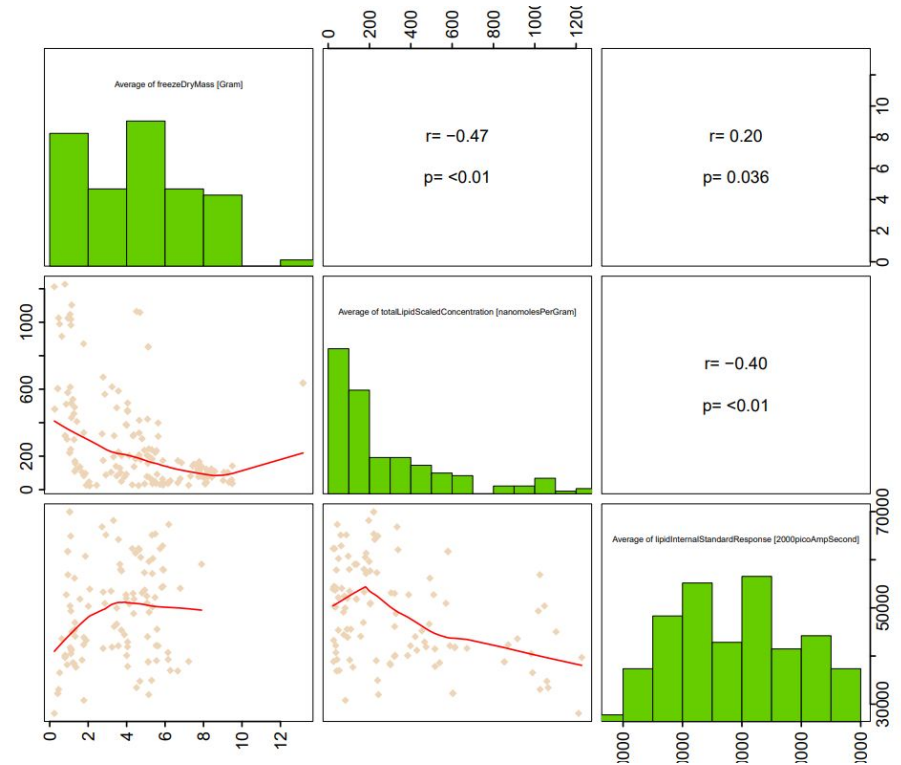 0 200 400 600 800
Average of freezeDryMass [Gram]
r= −0.47
p= <0.01
r= 0.20
p= 0.036
0 2 4 6 8 10
0 200 600 1000
Average of totalLipidScaledConcentration [nanomolesPerGram]
r= −0.40
p= <0.01
Average of lipidInternalStandardResponse [2000picoAmpSecond]
30000 50000 70000
0 2 4 6 8 10 12